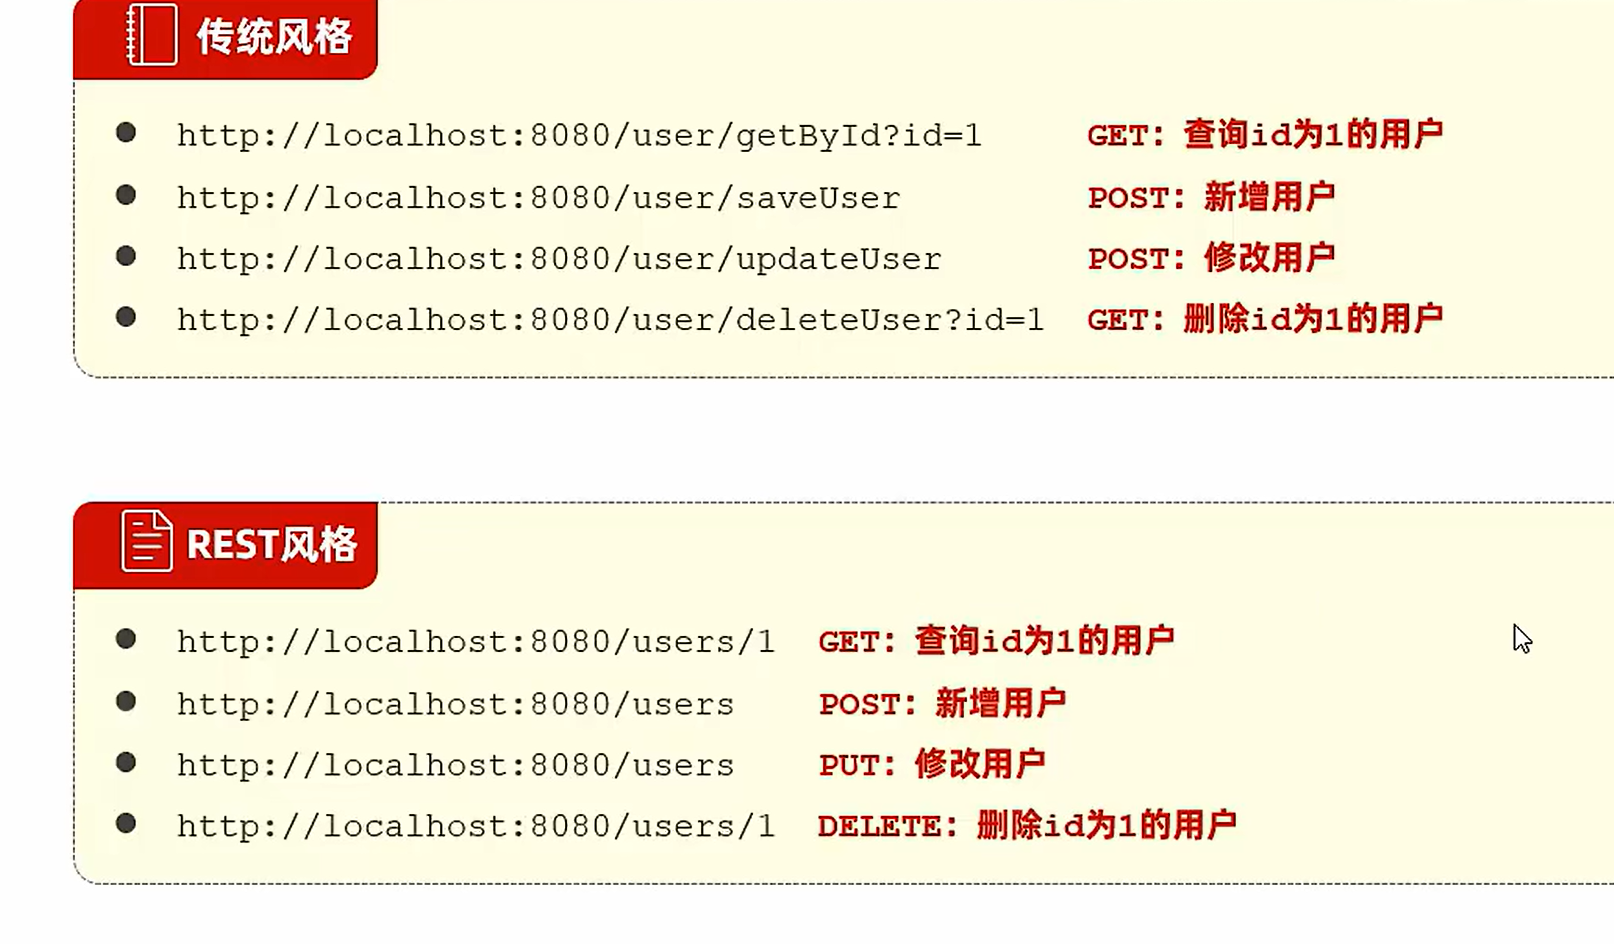 传统风格
http://localhost:8080/user/getById?id=1 GET：查询id为1的用户
http://localhost:8080/user/saveUser POST：新增用户
http://localhost:8080/user/updateUser POST：修改用户
http://localhost:8080/user/deleteUser?id=1 GET：删除id为1的用户
REST风格
http://localhost:8080/users/1 GET：查询id为1的用户
http://localhost:8080/users POST：新增用户
http://localhost:8080/users PUT：修改用户
http://localhost:8080/users/1 DELETE：删除id为1的用户